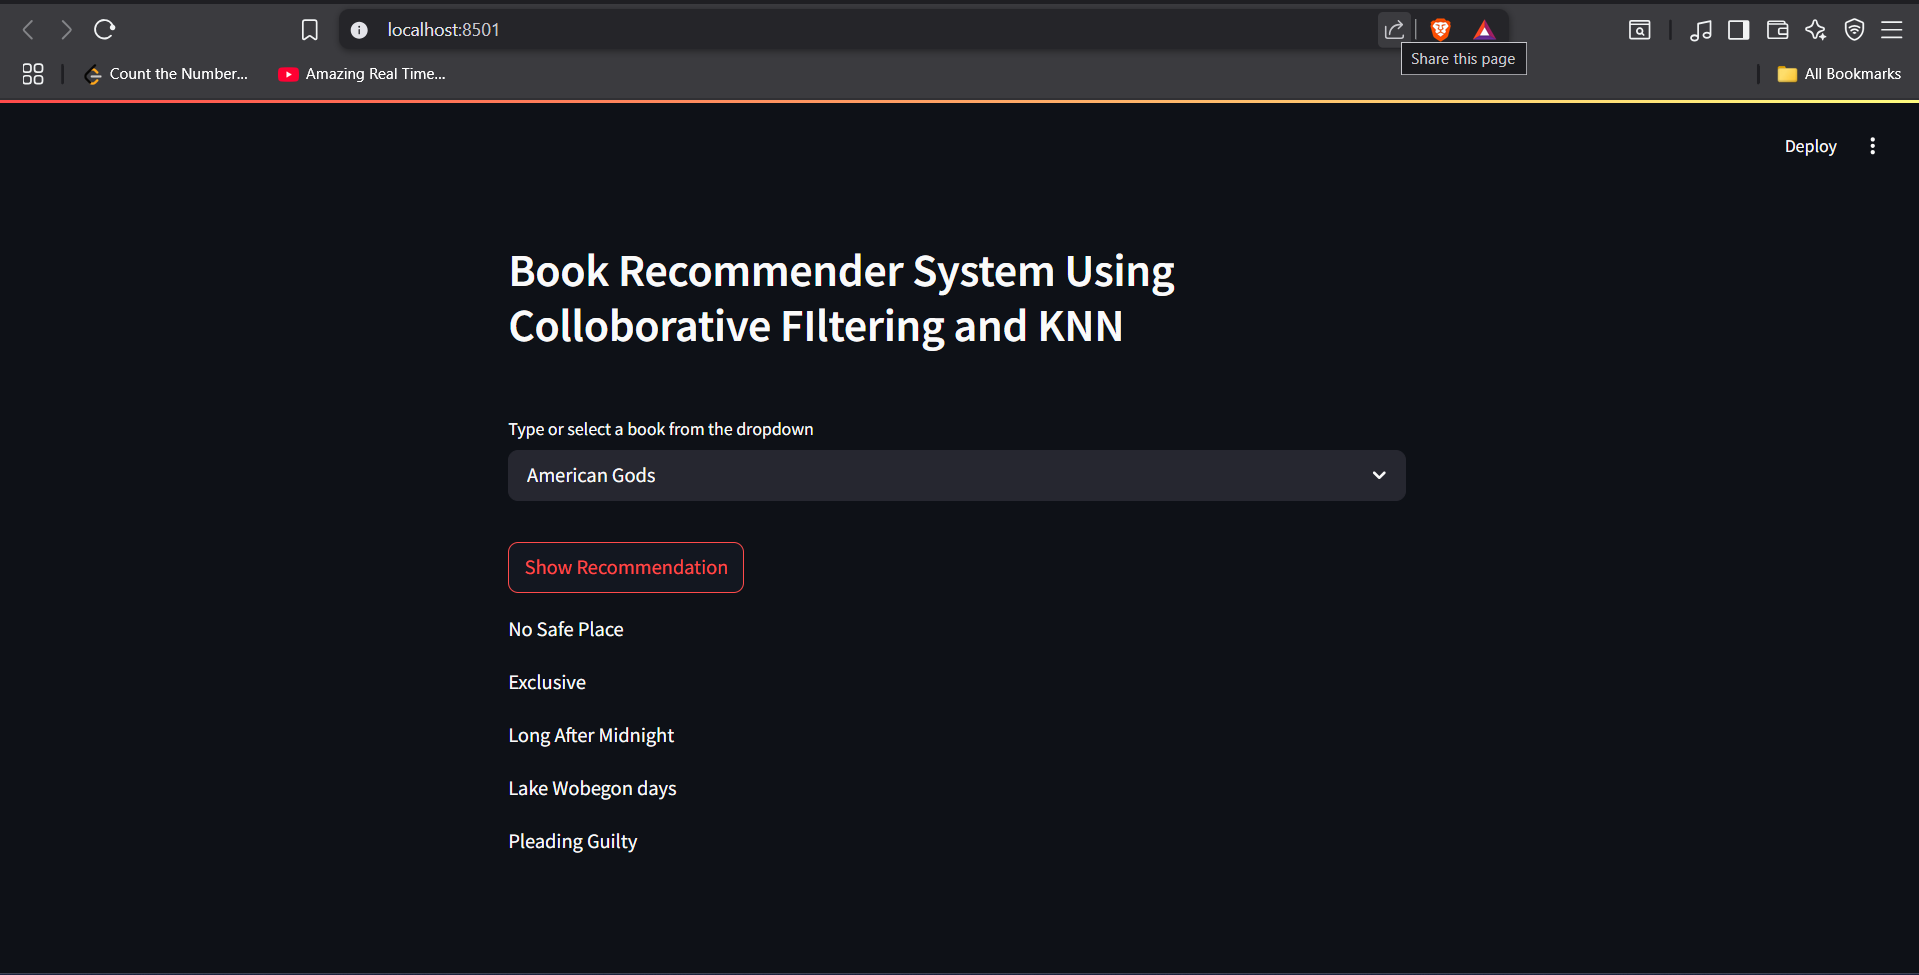 localhost:8501
Share this page
Count the Number...
Amazing Real Time...
All Bookmarks
Deploy
Book Recommender System Using
Colloborative FIltering and KNN
Type or select a book from the dropdown
American Gods
Show Recommendation
No Safe Place
Exclusive
Long After Midnight
Lake Wobegon days
Pleading Guilty